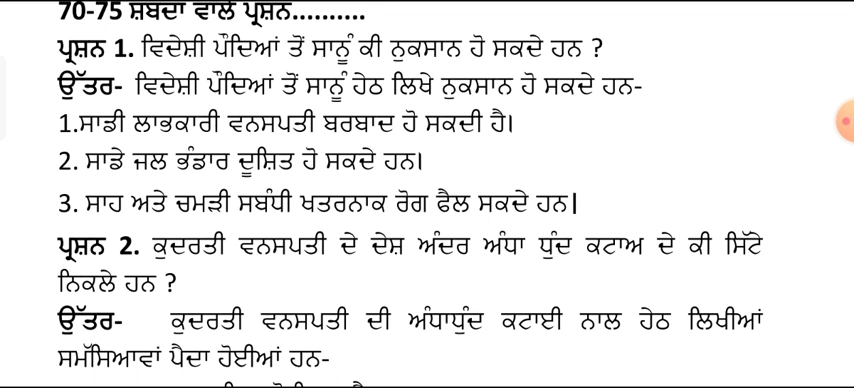 70-75 ਸ਼ਬਦਾਂ ਵਾਲੇ ਪ੍ਰਸ਼ਨ..........
ਪ੍ਰਸ਼ਨ 1. ਵਿਦੇਸ਼ੀ ਪੌਦਿਆਂ ਤੋਂ ਸਾਨੂੰ ਕੀ ਨੁਕਸਾਨ ਹੋ ਸਕਦੇ ਹਨ ?
ਉੱਤਰ- ਵਿਦੇਸ਼ੀ ਪੌਦਿਆਂ ਤੋਂ ਸਾਨੂੰ ਹੇਠ ਲਿਖੇ ਨੁਕਸਾਨ ਹੋ ਸਕਦੇ ਹਨ-
1.ਸਾਡੀ ਲਾਭਕਾਰੀ ਵਨਸਪਤੀ ਬਰਬਾਦ ਹੋ ਸਕਦੀ ਹੈ।
2. ਸਾਡੇ ਜਲ ਭੰਡਾਰ ਦੂਸ਼ਿਤ ਹੋ ਸਕਦੇ ਹਨ।
3. ਸਾਹ ਅਤੇ ਚਮੜੀ ਸਬੰਧੀ ਖਤਰਨਾਕ ਰੋਗ ਫੈਲ ਸਕਦੇ ਹਨ|
ਪ੍ਰਸ਼ਨ 2. ਕੁਦਰਤੀ ਵਨਸਪਤੀ ਦੇ ਦੇਸ਼ ਅੰਦਰ ਅੰਧਾ ਧੁੰਦ ਕਟਾਅ ਦੇ ਕੀ ਸਿੱਟੇ
ਨਿਕਲੇ ਹਨ ?
ਉੱਤਰ- ਕੁਦਰਤੀ ਵਨਸਪਤੀ ਦੀ ਅੰਧਾਧੁੰਦ ਕਟਾਈ ਨਾਲ ਹੇਠ ਲਿਖੀਆਂ
ਸਮੱਸਿਆਵਾਂ ਪੈਦਾ ਹੋਈਆਂ ਹਨ-